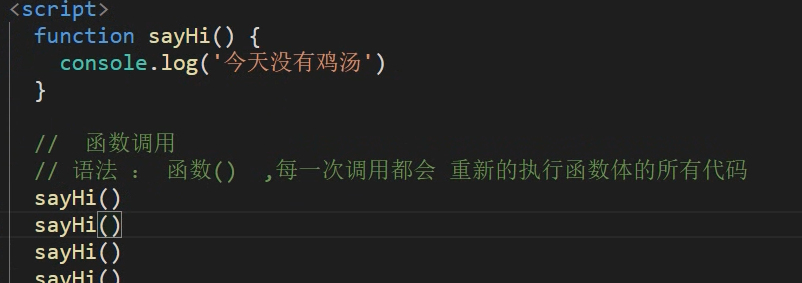 <script>
function sayHi() {
console.log('今天没有鸡汤')
}
// 函数调用
// 语法 ： 函数() ,每一次调用都会 重新的执行函数体的所有代码
sayHi()
sayHi()
sayHi()
sayHi()